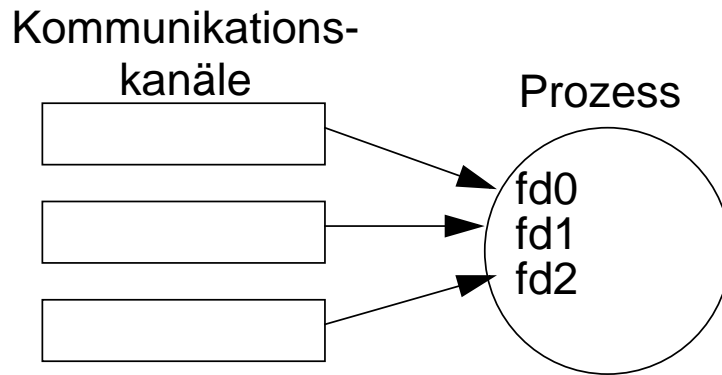 Kommunikations-
kanäle
Prozess
fd0
fd1
fd2